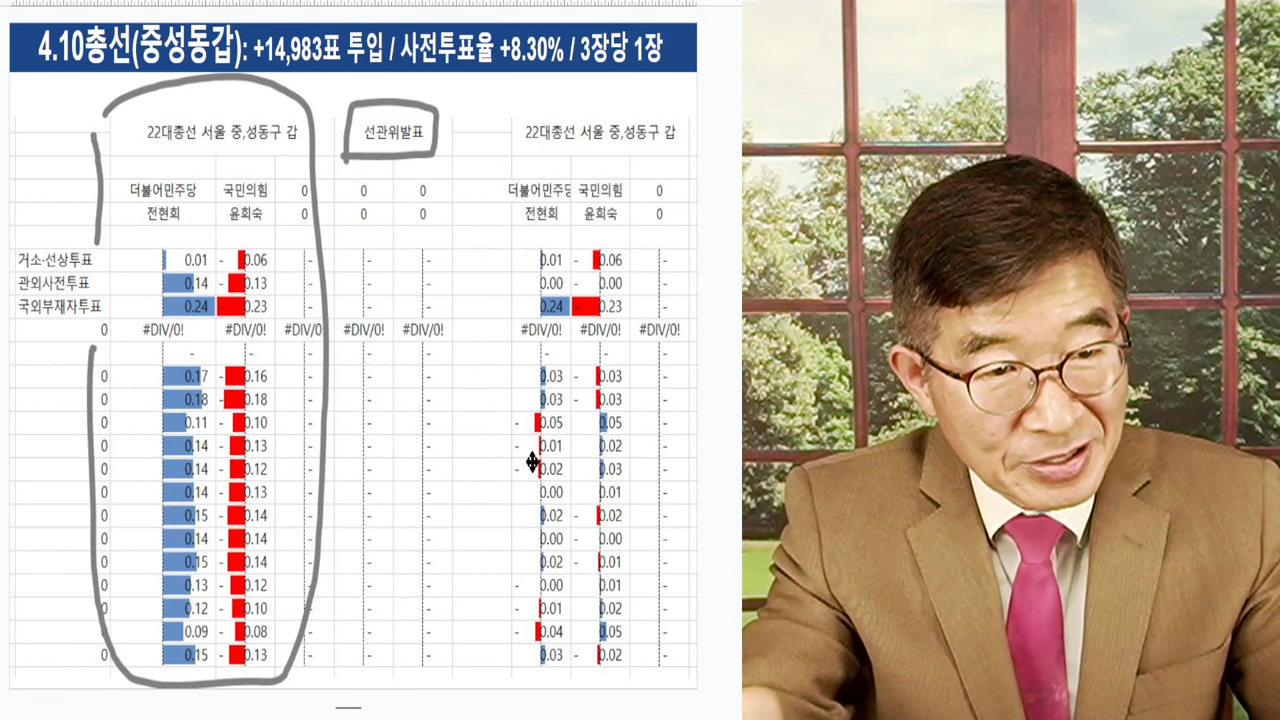 4.10총선(중성동갑): +14,983표 투입 / 사전투표율 +8.30% / 3장당 1장
22대총선 서울 중,성동구 갑 선관위발표 22대총선 서울 중,성동구 갑
더불어민주당 국민의힘 0 0 0 더불어민주당 국민의힘 0
전현희 윤희숙 0 0 0 전현희 윤희숙 0
거소·선상투표 0.01 - 0.06 - - - 0.01 - 0.06 -
관외사전투표 0.14 - 0.13 - - - 0.00 - 0.00 -
국외부재자투표 0.24 - 0.23 - - - 0.24 - 0.23 -
0 #DIV/0! #DIV/0! #DIV/0! #DIV/0! #DIV/0! #DIV/0! #DIV/0! #DIV/0!
- - - - - - - -
0 0.17 - 0.16 - - - 0.03 - 0.03 -
0 0.18 - 0.18 - - - 0.03 - 0.03 -
0 0.11 - 0.10 - - - - 0.05 0.05 -
0 0.14 - 0.13 - - - - 0.01 0.02 -
0 0.14 - 0.12 - - - - 0.02 0.03 -
0 0.14 - 0.13 - - - 0.00 0.01 -
0 0.15 - 0.14 - - - 0.02 - 0.02 -
0 0.14 - 0.14 - - - 0.00 - 0.00 -
0 0.15 - 0.14 - - - 0.02 - 0.01 -
0 0.13 - 0.12 - - - - 0.00 0.01 -
0 0.12 - 0.10 - - - - 0.01 0.02 -
0 0.09 - 0.08 - - - - 0.04 0.05 -
0 0.15 - 0.13 - - - 0.03 - 0.02 -